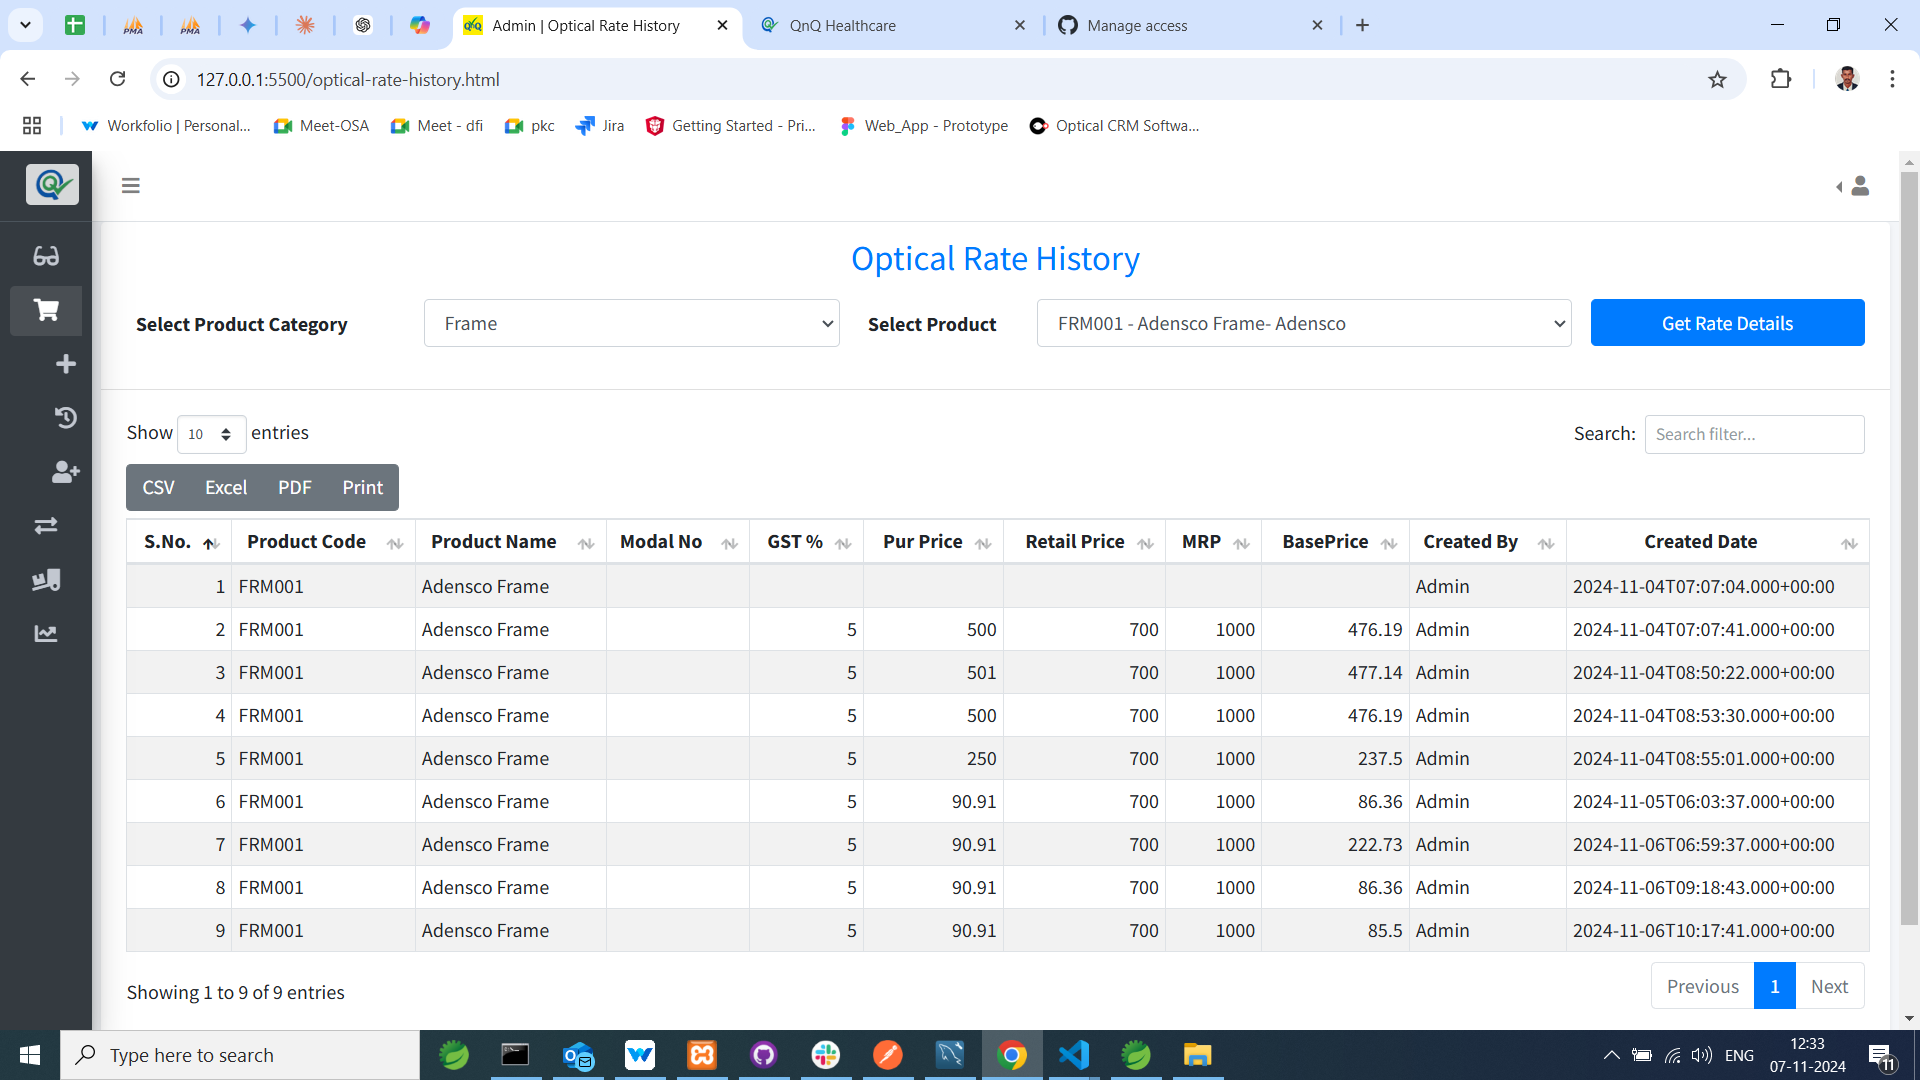 Admin | Optical Rate History
QnQ Healthcare
Manage access
127.0.0.1:5500/optical-rate-history.html
Workfolio | Personal...
Meet-OSA
Meet - dfi
pkc
Jira
Getting Started - Pri...
Web_App - Prototype
Optical CRM Softwa...
Optical Rate History
Select Product Category
Frame
Select Product
FRM001 - Adensco Frame- Adensco
Get Rate Details
Show 10 entries
Search: Search filter...
CSV Excel PDF Print
S.No. Product Code Product Name Modal No GST % Pur Price Retail Price MRP BasePrice Created By Created Date
1 FRM001 Adensco Frame Admin 2024-11-04T07:07:04.000+00:00
2 FRM001 Adensco Frame 5 500 700 1000 476.19 Admin 2024-11-04T07:07:41.000+00:00
3 FRM001 Adensco Frame 5 501 700 1000 477.14 Admin 2024-11-04T08:50:22.000+00:00
4 FRM001 Adensco Frame 5 500 700 1000 476.19 Admin 2024-11-04T08:53:30.000+00:00
5 FRM001 Adensco Frame 5 250 700 1000 237.5 Admin 2024-11-04T08:55:01.000+00:00
6 FRM001 Adensco Frame 5 90.91 700 1000 86.36 Admin 2024-11-05T06:03:37.000+00:00
7 FRM001 Adensco Frame 5 90.91 700 1000 222.73 Admin 2024-11-06T06:59:37.000+00:00
8 FRM001 Adensco Frame 5 90.91 700 1000 86.36 Admin 2024-11-06T09:18:43.000+00:00
9 FRM001 Adensco Frame 5 90.91 700 1000 85.5 Admin 2024-11-06T10:17:41.000+00:00
Showing 1 to 9 of 9 entries
Previous 1 Next
Type here to search
ENG
12:33
07-11-2024
11